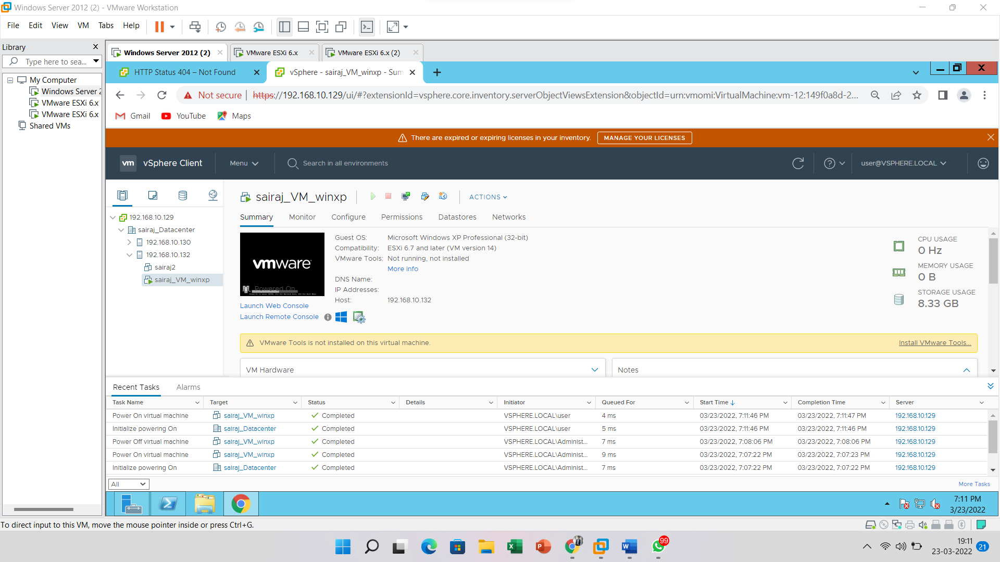 Windows Server 2012 (2) - VMware Workstation
File Edit View VM Tabs Help
Library
Type here to sea...
My Computer
Windows Server 2
VMware ESXi 6.x
VMware ESXi 6.x
Shared VMs
Windows Server 2012 (2)
VMware ESXi 6.x
VMware ESXi 6.x (2)
HTTP Status 404 – Not Found
vSphere - sairaj_VM_winxp - Sum
Not secure | https://192.168.10.129/ui/#?extensionId=vsphere.core.inventory.serverObjectViewsExtension&objectId=urn:vmomi:VirtualMachine:vm-12:149f0a8d-2...
Gmail YouTube Maps
There are expired or expiring licenses in your inventory. MANAGE YOUR LICENSES
vm vSphere Client Menu Search in all environments user@VSPHERE.LOCAL
192.168.10.129
sairaj_Datacenter
192.168.10.130
192.168.10.132
sairaj2
sairaj_VM_winxp
sairaj_VM_winxp ACTIONS
Summary Monitor Configure Permissions Datastores Networks
vmware
Powered On
Guest OS: Microsoft Windows XP Professional (32-bit)
Compatibility: ESXi 6.7 and later (VM version 14)
VMware Tools: Not running, not installed
More info
DNS Name:
IP Addresses:
Host: 192.168.10.132
Launch Web Console
Launch Remote Console
CPU USAGE
0 Hz
MEMORY USAGE
0 B
STORAGE USAGE
8.33 GB
VMware Tools is not installed on this virtual machine. Install VMware Tools...
VM Hardware
Notes
Recent Tasks Alarms
Task Name Target Status Details Initiator Queued For Start Time Completion Time Server
Power On virtual machine sairaj_VM_winxp Completed VSPHERE.LOCAL\user 4 ms 03/23/2022, 7:11:46 PM 03/23/2022, 7:11:47 PM 192.168.10.129
Initialize powering On sairaj_Datacenter Completed VSPHERE.LOCAL\user 5 ms 03/23/2022, 7:11:46 PM 03/23/2022, 7:11:46 PM 192.168.10.129
Power Off virtual machine sairaj_VM_winxp Completed VSPHERE.LOCAL\Administ... 7 ms 03/23/2022, 7:08:06 PM 03/23/2022, 7:08:06 PM 192.168.10.129
Power On virtual machine sairaj_VM_winxp Completed VSPHERE.LOCAL\Administ... 9 ms 03/23/2022, 7:07:22 PM 03/23/2022, 7:07:23 PM 192.168.10.129
Initialize powering On sairaj_Datacenter Completed VSPHERE.LOCAL\Administ... 7 ms 03/23/2022, 7:07:22 PM 03/23/2022, 7:07:22 PM 192.168.10.129
All
More Tasks
7:11 PM
3/23/2022
To direct input to this VM, move the mouse pointer inside or press Ctrl+G.
99
19:11
23-03-2022
21